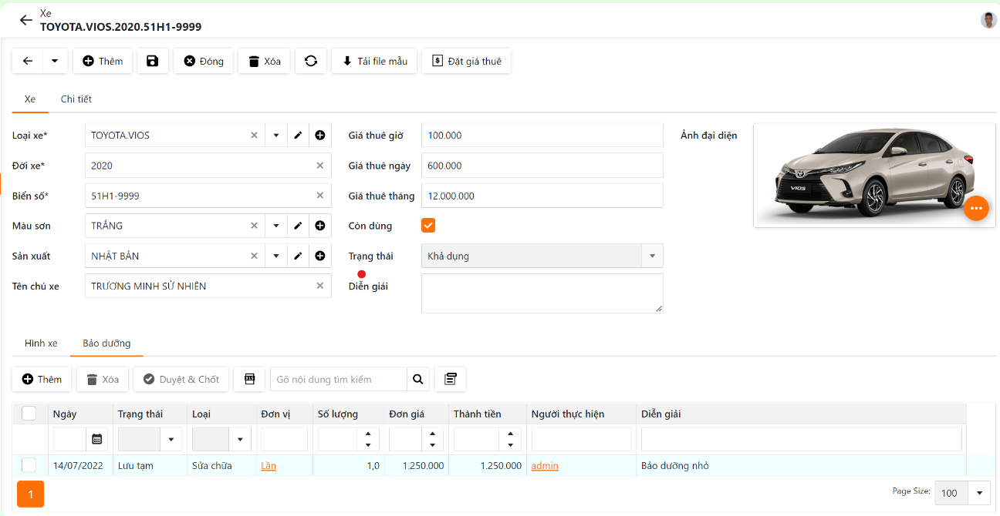 Xe
TOYOTA.VIOS.2020.51H1-9999
Thêm
Đóng
Xóa
Tải file mẫu
$ Đặt giá thuê
Xe Chi tiết
Loại xe* TOYOTA.VIOS Giá thuê giờ 100.000 Ảnh đại diện
Đời xe* 2020 Giá thuê ngày 600.000
VIOS
Biển số* 51H1-9999 Giá thuê tháng 12.000.000
Màu sơn TRẮNG Còn dùng
Sản xuất NHẬT BẢN Trạng thái Khả dụng
Tên chủ xe TRƯƠNG MINH SỬ NHIÊN Diễn giải
Hình xe Bảo dưỡng
Thêm Xóa Duyệt & Chốt XLS Gõ nội dung tìm kiếm
Ngày Trạng thái Loại Đơn vị Số lượng Đơn giá Thành tiền Người thực hiện Diễn giải
14/07/2022 Lưu tạm Sửa chữa Lần 1,0 1.250.000 1.250.000 admin Bảo dưỡng nhỏ
1 Page Size: 100